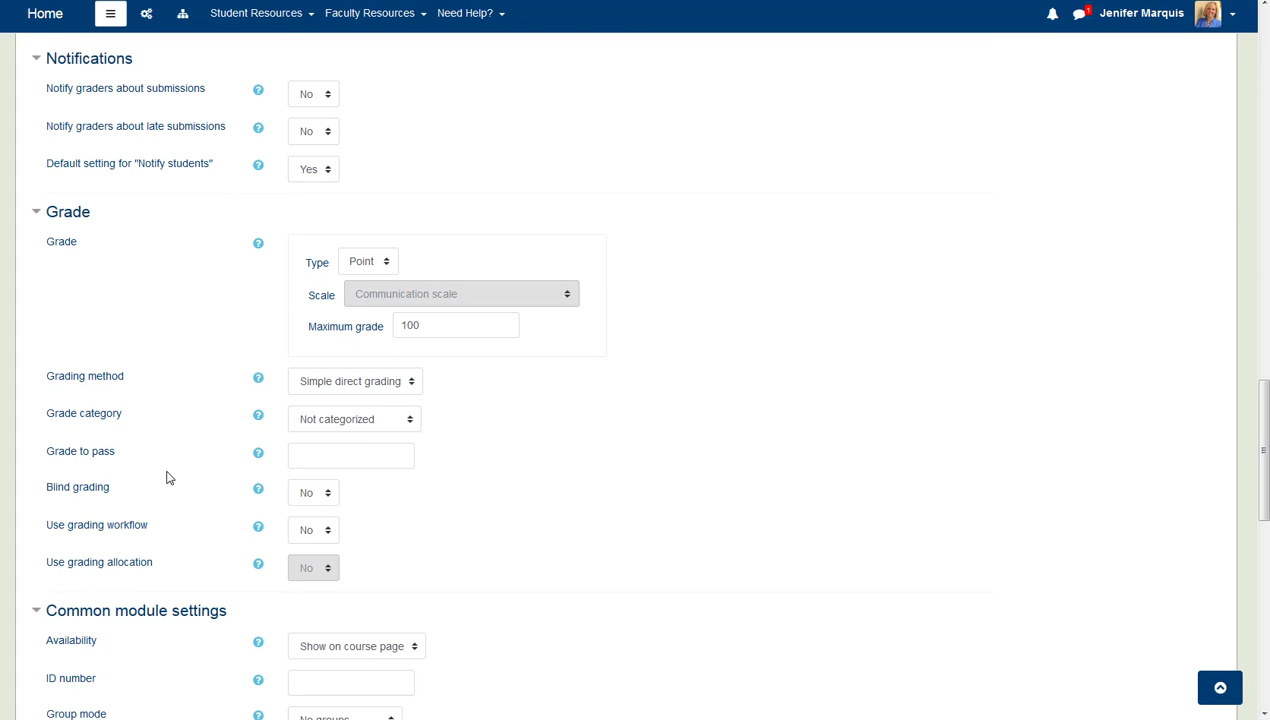 Home Student Resources Faculty Resources Need Help? 1 Jenifer Marquis
Notifications
Notify graders about submissions ? No
Notify graders about late submissions ? No
Default setting for "Notify students" ? Yes
Grade
Grade ?
Type Point
Scale Communication scale
Maximum grade 100
Grading method ? Simple direct grading
Grade category ? Not categorized
Grade to pass ?
Blind grading ? No
Use grading workflow ? No
Use grading allocation ? No
Common module settings
Availability ? Show on course page
ID number ?
Group mode ? No groups